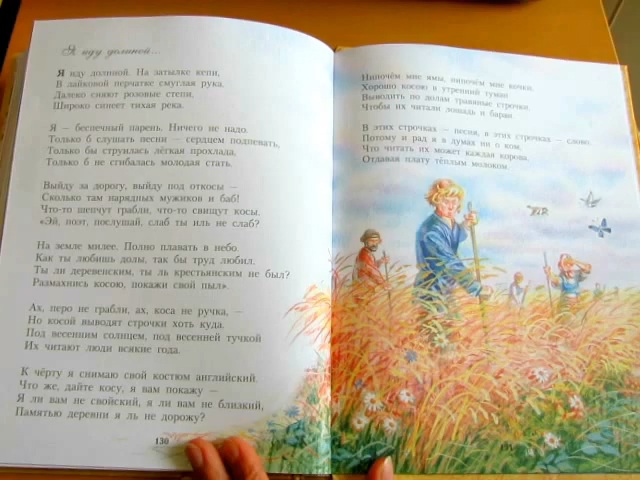 Я иду долиной...
Я иду долиной. На затылке кепи,
В лайковой перчатке смуглая рука.
Далеко сияют розовые степи,
Широко синеет тихая река.
Я — беспечный парень. Ничего не надо.
Только б слушать песни — сердцем подпевать,
Только бы струилась лёгкая прохлада,
Только б не сгибалась молодая стать.
Выйду за дорогу, выйду под откосы —
Сколько там нарядных мужиков и баб!
Что-то шепчут грабли, что-то свищут косы.
«Эй, поэт, послушай, слаб ты иль не слаб?
На земле милее. Полно плавать в небо.
Как ты любишь долы, так бы труд любил.
Ты ли деревенским, ты ль крестьянским не был?
Размахнись косою, покажи свой пыл».
Ах, перо не грабли, ах, коса не ручка, —
Но косой выводят строчки хоть куда.
Под весенним солнцем, под весенней тучкой
Их читают люди всякие года.
К чёрту я снимаю свой костюм английский.
Что же, дайте косу, я вам покажу —
Я ли вам не свойский, я ли вам не близкий,
Памятью деревни я ль не дорожу?
130
Нипочём мне ямы, нипочём мне кочки.
Хорошо косою в утренний туман
Выводить по долам травяные строчки,
Чтобы их читали лошадь и баран.
В этих строчках — песня, в этих строчках — слово.
Потому и рад я в думах ни о ком,
Что читать их может каждая корова,
Отдавая плату тёплым молоком.
131